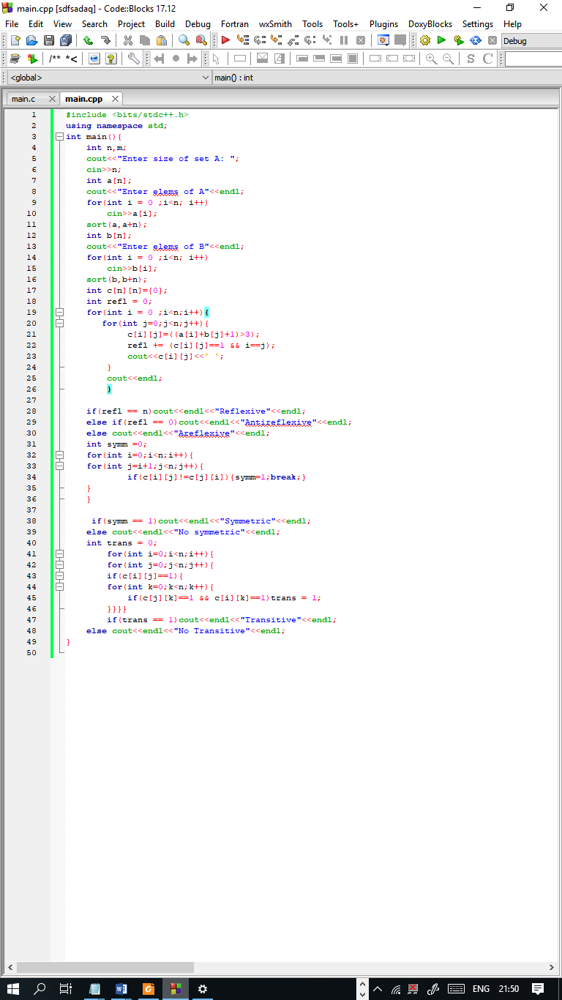 main.cpp [sdfsadaq] - Code::Blocks 17.12
File Edit View Search Project Build Debug Fortran wxSmith Tools Tools+ Plugins DoxyBlocks Settings Help
Debug
/** *<
S C
<global> main() : int
main.c main.cpp
1 #include <bits/stdc++.h>
2 using namespace std;
3 int main(){
4 int n,m;
5 cout<<"Enter size of set A: ";
6 cin>>n;
7 int a[n];
8 cout<<"Enter elems of A"<<endl;
9 for(int i = 0 ;i<n; i++)
10 cin>>a[i];
11 sort(a,a+n);
12 int b[n];
13 cout<<"Enter elems of B"<<endl;
14 for(int i = 0 ;i<n; i++)
15 cin>>b[i];
16 sort(b,b+n);
17 int c[n][n]={0};
18 int refl = 0;
19 for(int i = 0 ;i<n;i++){
20 for(int j=0;j<n;j++){
21 c[i][j]=((a[i]+b[j]+1)>3);
22 refl += (c[i][j]==1 && i==j);
23 cout<<c[i][j]<<' ';
24 }
25 cout<<endl;
26 }
27
28 if(refl == n)cout<<endl<<"Reflexive"<<endl;
29 else if(refl == 0)cout<<endl<<"Antireflexive"<<endl;
30 else cout<<endl<<"Areflexive"<<endl;
31 int symm =0;
32 for(int i=0;i<n;i++){
33 for(int j=i+1;j<n;j++){
34 if(c[i][j]!=c[j][i]){symm=1;break;}
35 }
36 }
37
38 if(symm == 1)cout<<endl<<"Symmetric"<<endl;
39 else cout<<endl<<"No symmetric"<<endl;
40 int trans = 0;
41 for(int i=0;i<n;i++){
42 for(int j=0;j<n;j++){
43 if(c[i][j]==1){
44 for(int k=0;k<n;k++){
45 if(c[j][k]==1 && c[i][k]==1)trans = 1;
46 }}}}
47 if(trans == 1)cout<<endl<<"Transitive"<<endl;
48 else cout<<endl<<"No Transitive"<<endl;
49 }
50
ENG 21:50